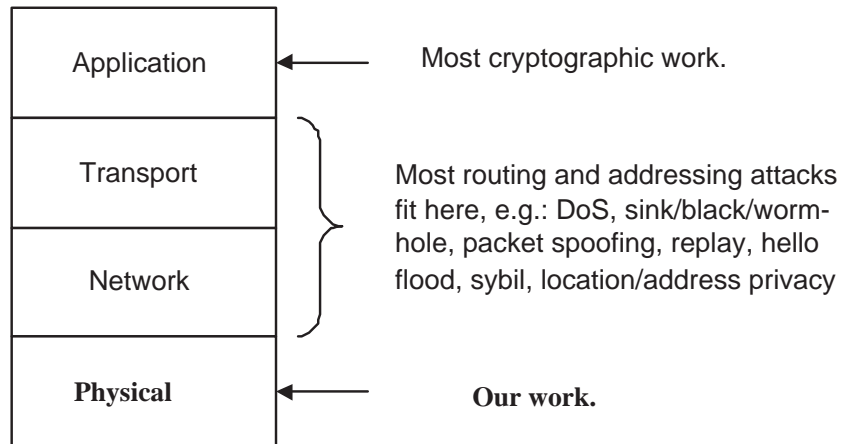 Application
Most cryptographic work.
Transport
Network
Most routing and addressing attacks
fit here, e.g.: DoS, sink/black/worm-
hole, packet spoofing, replay, hello
flood, sybil, location/address privacy
Physical
Our work.